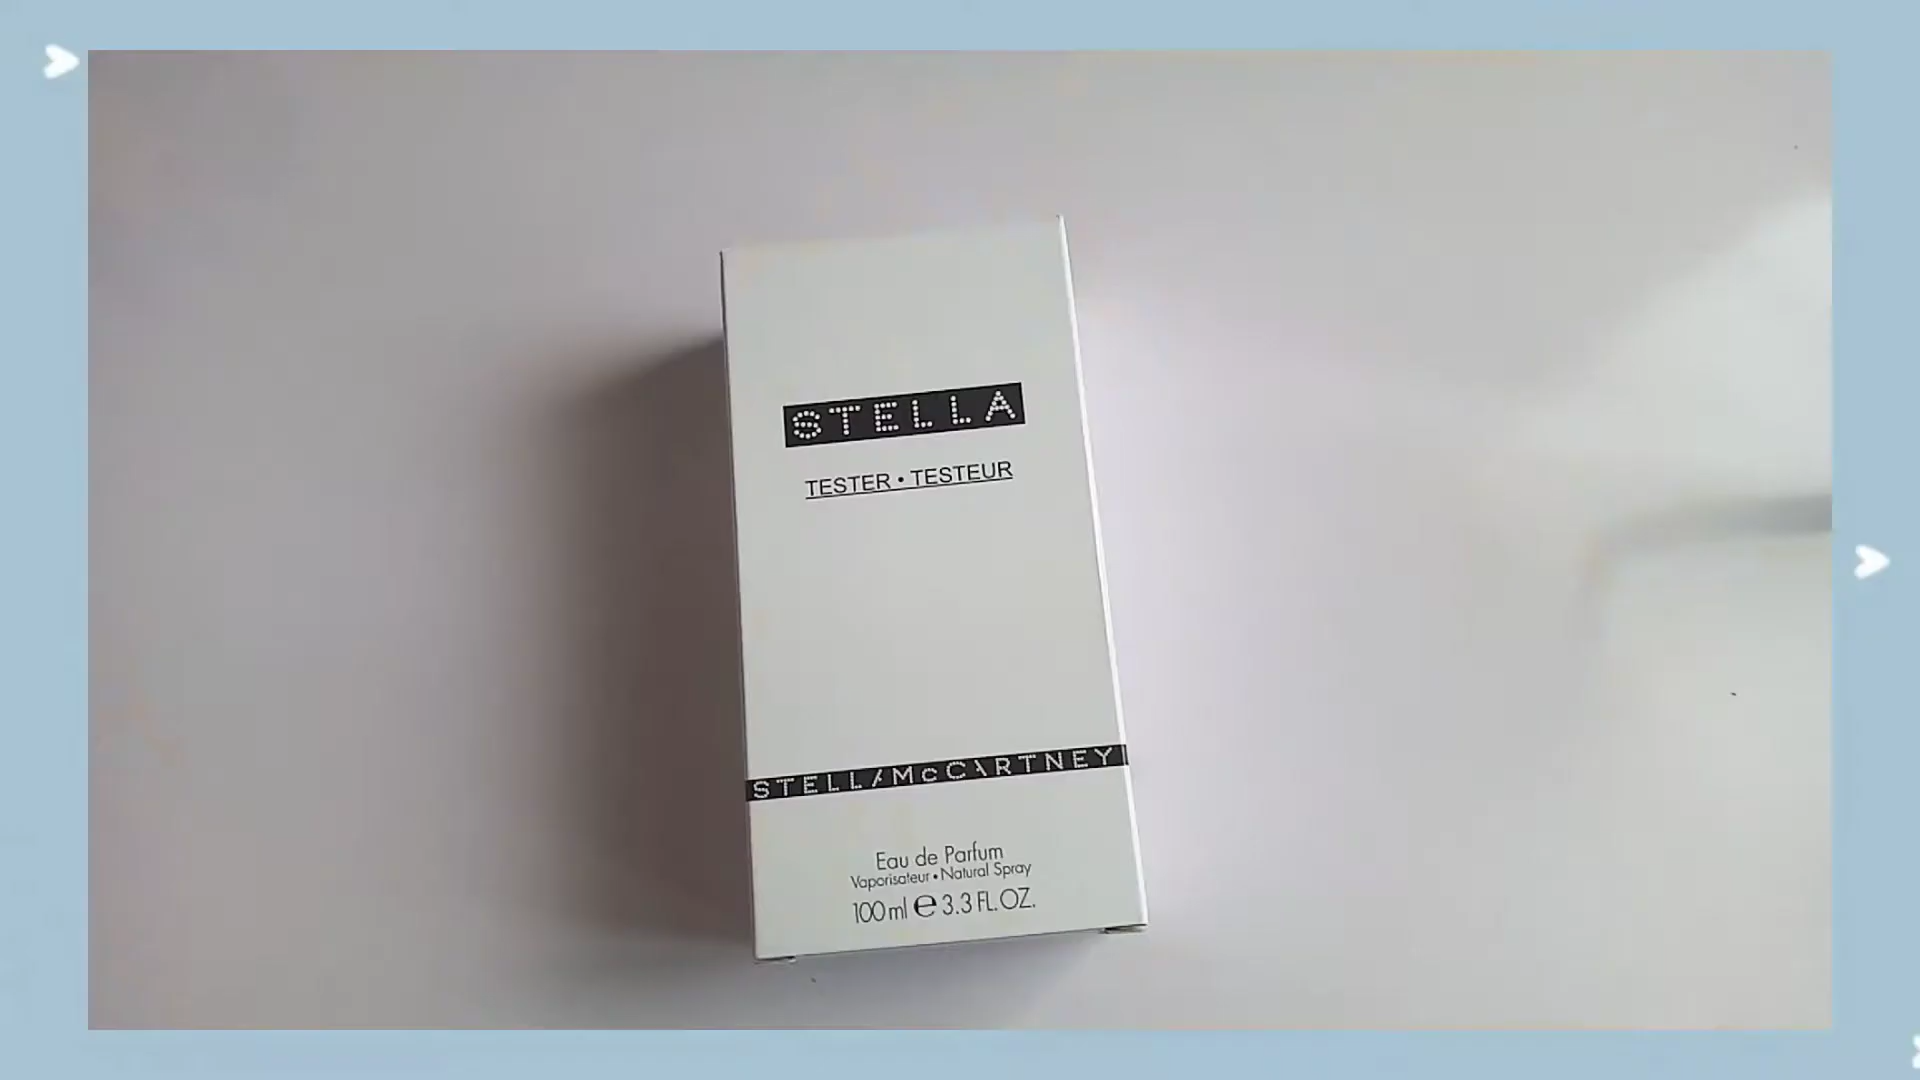 STELLA
TESTER • TESTEUR
STELLA McCARTNEY
Eau de Parfum
Vaporisateur • Natural Spray
100 ml ℮ 3.3 FL. OZ.